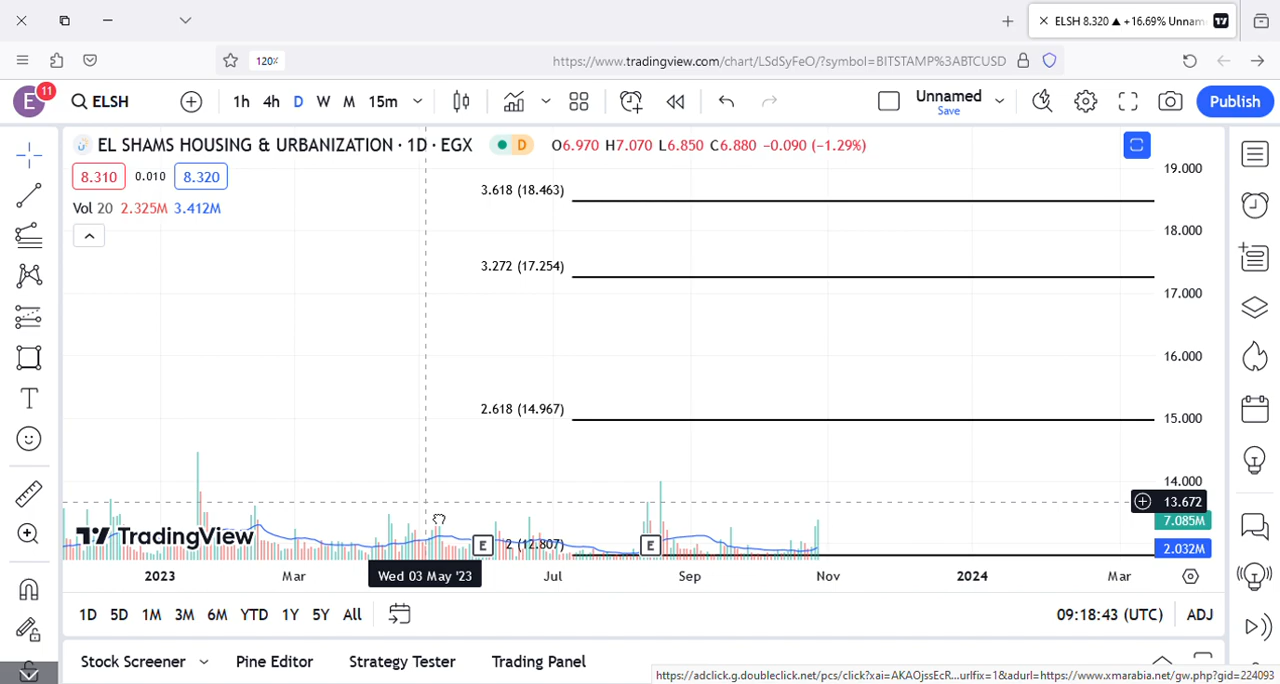 ELSH 8.320 ▲ +16.69% Unnam
120%
https://www.tradingview.com/chart/LSdSyFeO/?symbol=BITSTAMP%3ABTCUSD
E 11 ELSH 1h 4h D W M 15m Unnamed Save Publish
EL SHAMS HOUSING & URBANIZATION · 1D · EGX D O6.970 H7.070 L6.850 C6.880 −0.090 (−1.29%)
8.310 0.010 8.320
Vol 20 2.325M 3.412M
19.000
3.618 (18.463)
18.000
3.272 (17.254)
17.000
16.000
2.618 (14.967)
15.000
14.000
13.672
7.085M
TradingView
E 2 (12.807) E
2.032M
2023 Mar Wed 03 May '23 Jul Sep Nov 2024 Mar
1D 5D 1M 3M 6M YTD 1Y 5Y All 09:18:43 (UTC) ADJ
Stock Screener Pine Editor Strategy Tester Trading Panel
https://adclick.g.doubleclick.net/pcs/click?xai=AKAOjssEcR...urlfix=1&adurl=https://www.xmarabia.net/gw.php?gid=224093